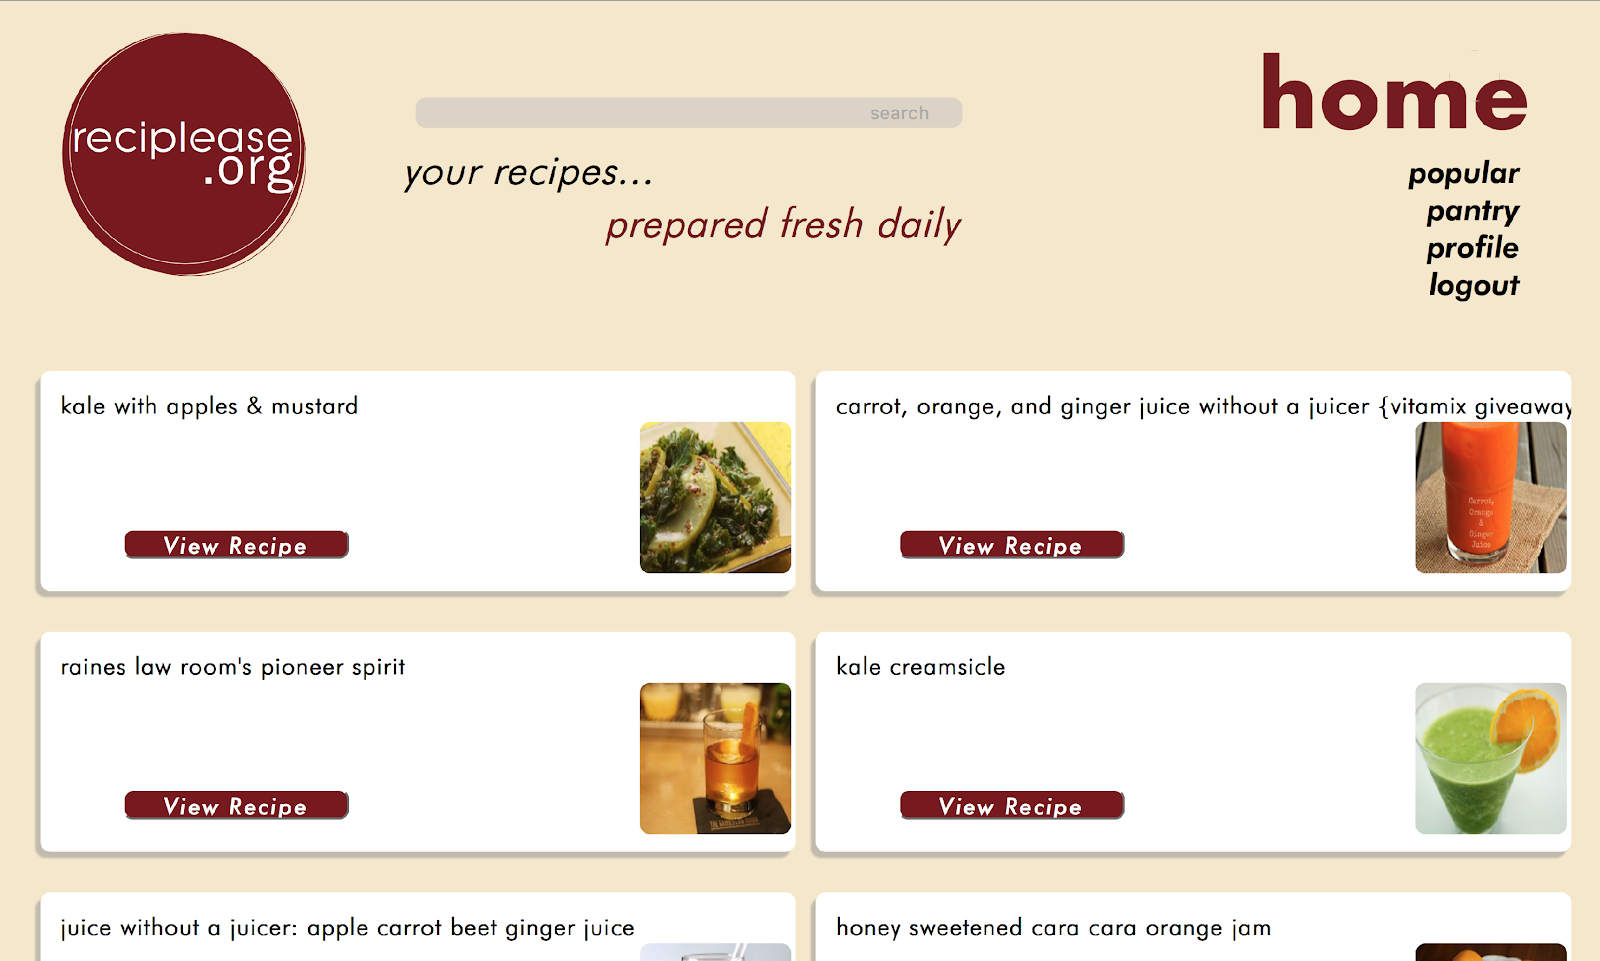 reciplease
.org
search
your recipes...
prepared fresh daily
home
popular
pantry
profile
logout
kale with apples & mustard
View Recipe
carrot, orange, and ginger juice without a juicer {vitamix giveaway
Carrot,
Orange
&
Ginger
Juice
View Recipe
raines law room's pioneer spirit
View Recipe
kale creamsicle
View Recipe
juice without a juicer: apple carrot beet ginger juice
honey sweetened cara cara orange jam